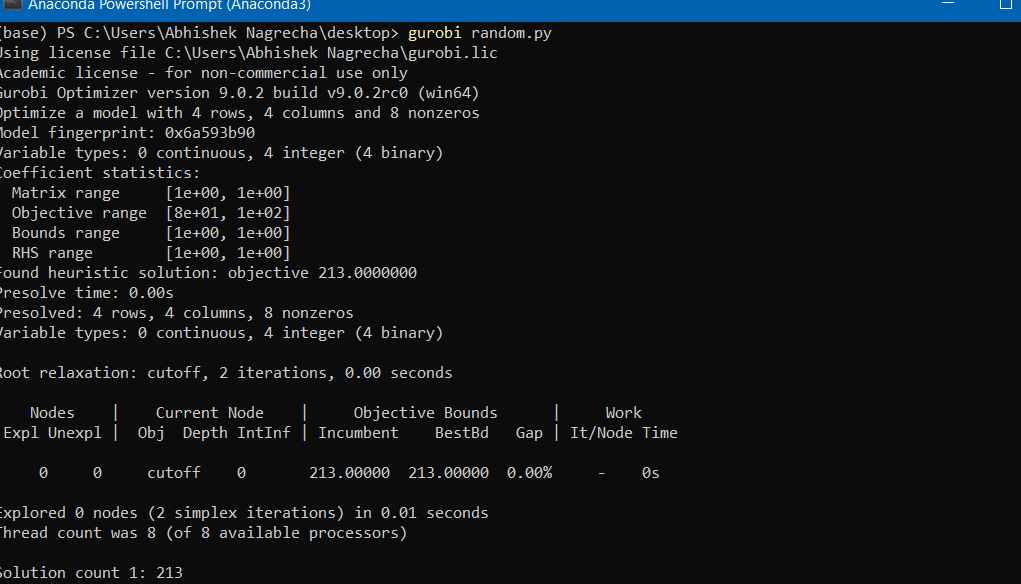 Anaconda Powershell Prompt (Anaconda3)
(base) PS C:\Users\Abhishek Nagrecha\desktop> gurobi random.py
Using license file C:\Users\Abhishek Nagrecha\gurobi.lic
Academic license - for non-commercial use only
Gurobi Optimizer version 9.0.2 build v9.0.2rc0 (win64)
Optimize a model with 4 rows, 4 columns and 8 nonzeros
Model fingerprint: 0x6a593b90
Variable types: 0 continuous, 4 integer (4 binary)
Coefficient statistics:
  Matrix range     [1e+00, 1e+00]
  Objective range  [8e+01, 1e+02]
  Bounds range     [1e+00, 1e+00]
  RHS range        [1e+00, 1e+00]
Found heuristic solution: objective 213.0000000
Presolve time: 0.00s
Presolved: 4 rows, 4 columns, 8 nonzeros
Variable types: 0 continuous, 4 integer (4 binary)
Root relaxation: cutoff, 2 iterations, 0.00 seconds
    Nodes    |    Current Node    |     Objective Bounds      |     Work
 Expl Unexpl |  Obj  Depth IntInf | Incumbent    BestBd   Gap | It/Node Time
     0     0     cutoff    0       213.00000  213.00000  0.00%     -    0s
Explored 0 nodes (2 simplex iterations) in 0.01 seconds
Thread count was 8 (of 8 available processors)
Solution count 1: 213